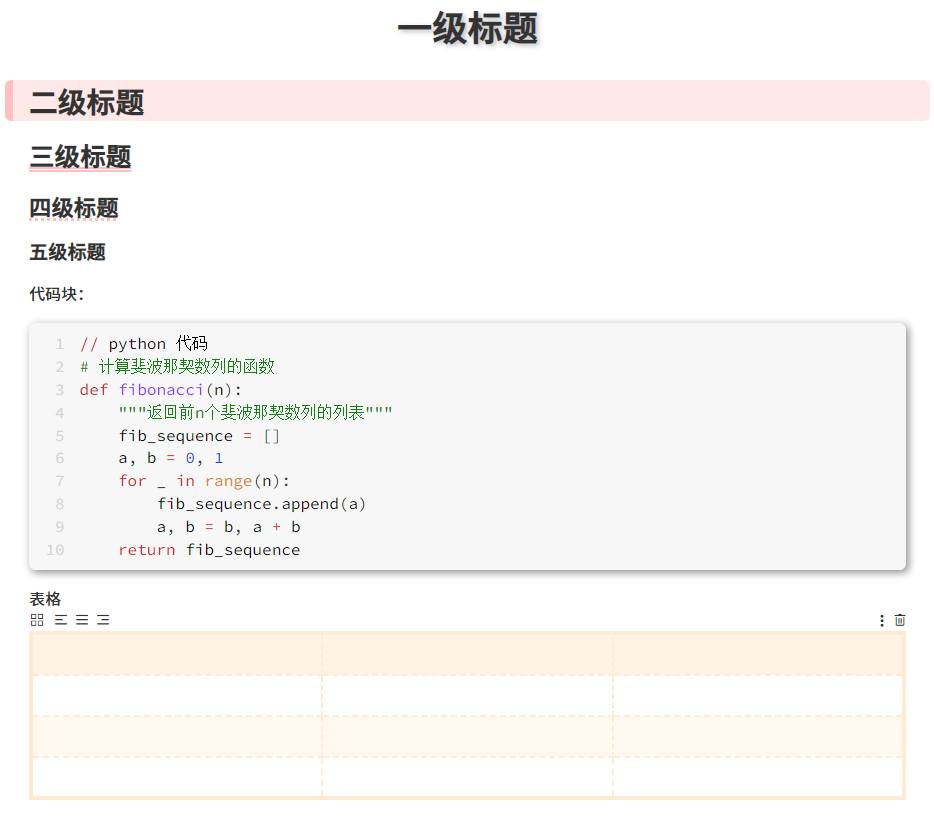 一级标题
二级标题
三级标题
四级标题
五级标题
代码块：
1 // python 代码
2 # 计算斐波那契数列的函数
3 def fibonacci(n):
4     """返回前n个斐波那契数列的列表"""
5     fib_sequence = []
6     a, b = 0, 1
7     for _ in range(n):
8         fib_sequence.append(a)
9         a, b = b, a + b
10     return fib_sequence
表格